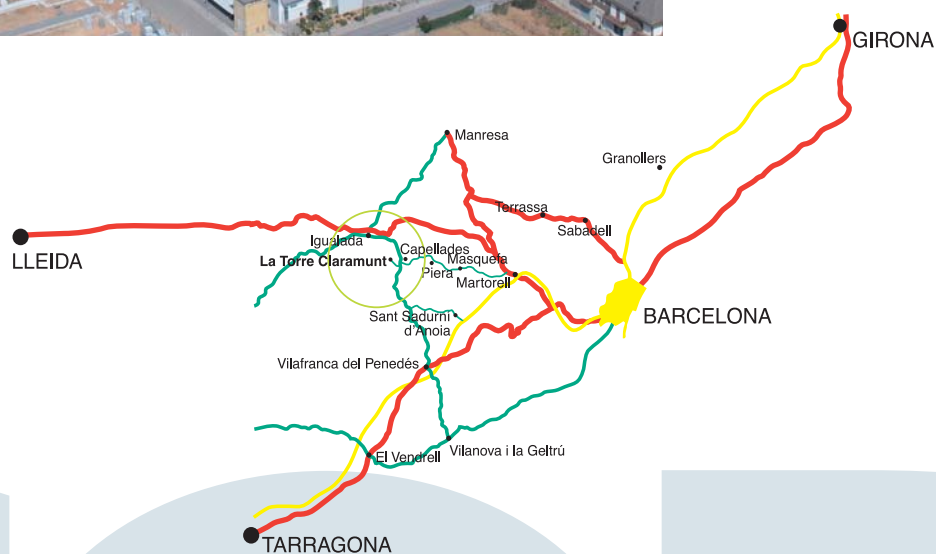 GIRONA
Manresa
Granollers
Terrassa
Sabadell
Igualada
LLEIDA
Capellades
La Torre Claramunt
Masquefa
Piera
Martorell
Sant Sadurní
d'Anoia
BARCELONA
Vilafranca del Penedés
Vilanova i la Geltrú
El Vendrell
TARRAGONA